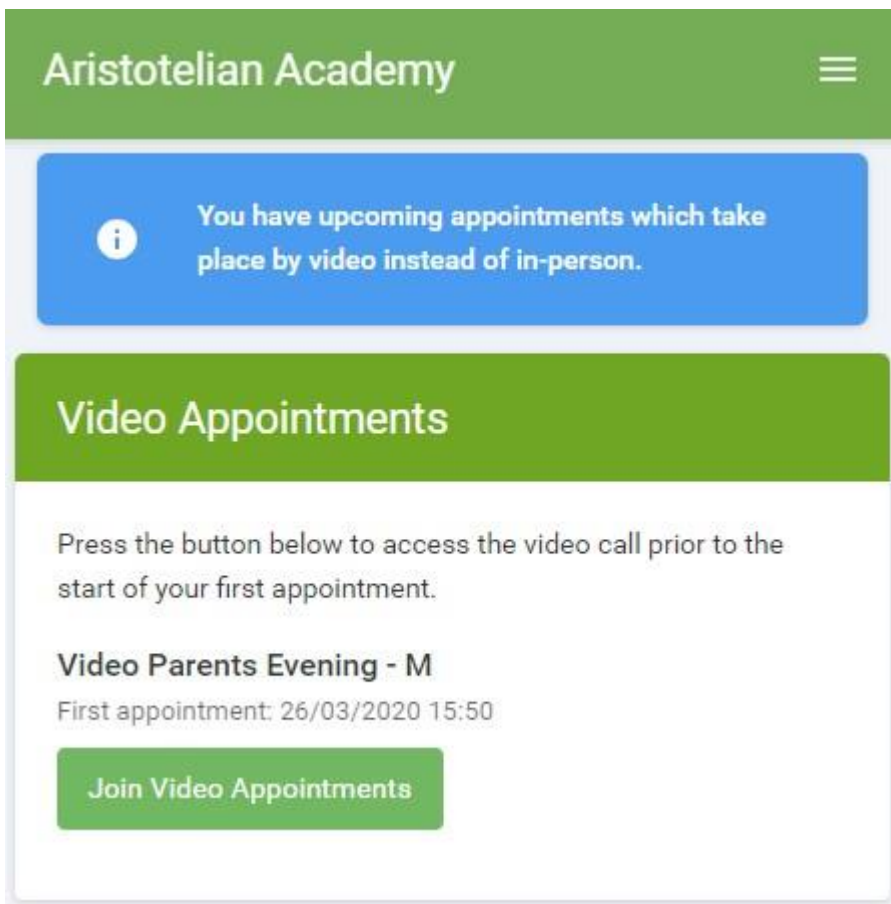 Aristotelian Academy
You have upcoming appointments which take
place by video instead of in-person.
Video Appointments
Press the button below to access the video call prior to the
start of your first appointment.
Video Parents Evening - M
First appointment: 26/03/2020 15:50
Join Video Appointments